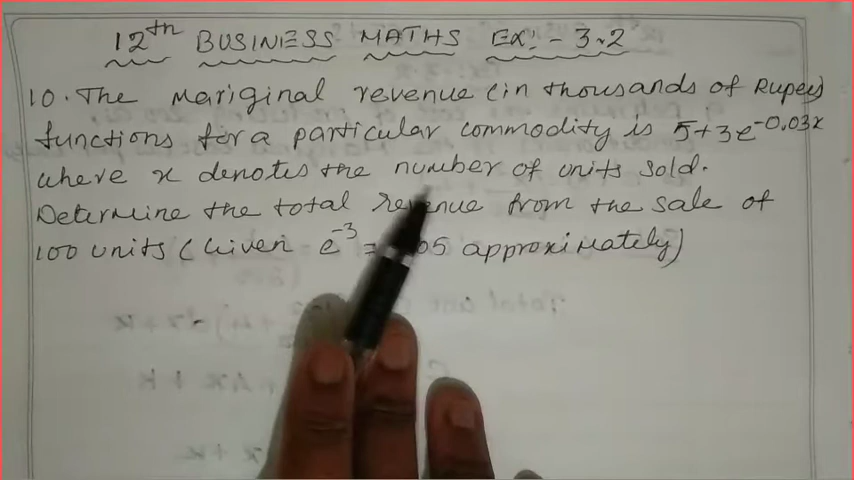 12th BUSINESS MATHS EX:- 3.2
10. The Mariginal revenue (in thousands of Rupees)
functions for a particular commodity is 5+3e^-0.03x
where x denotes the number of units sold.
Determine the total revenue from the sale of
100 units (Given e^-3 = 05 approximately)